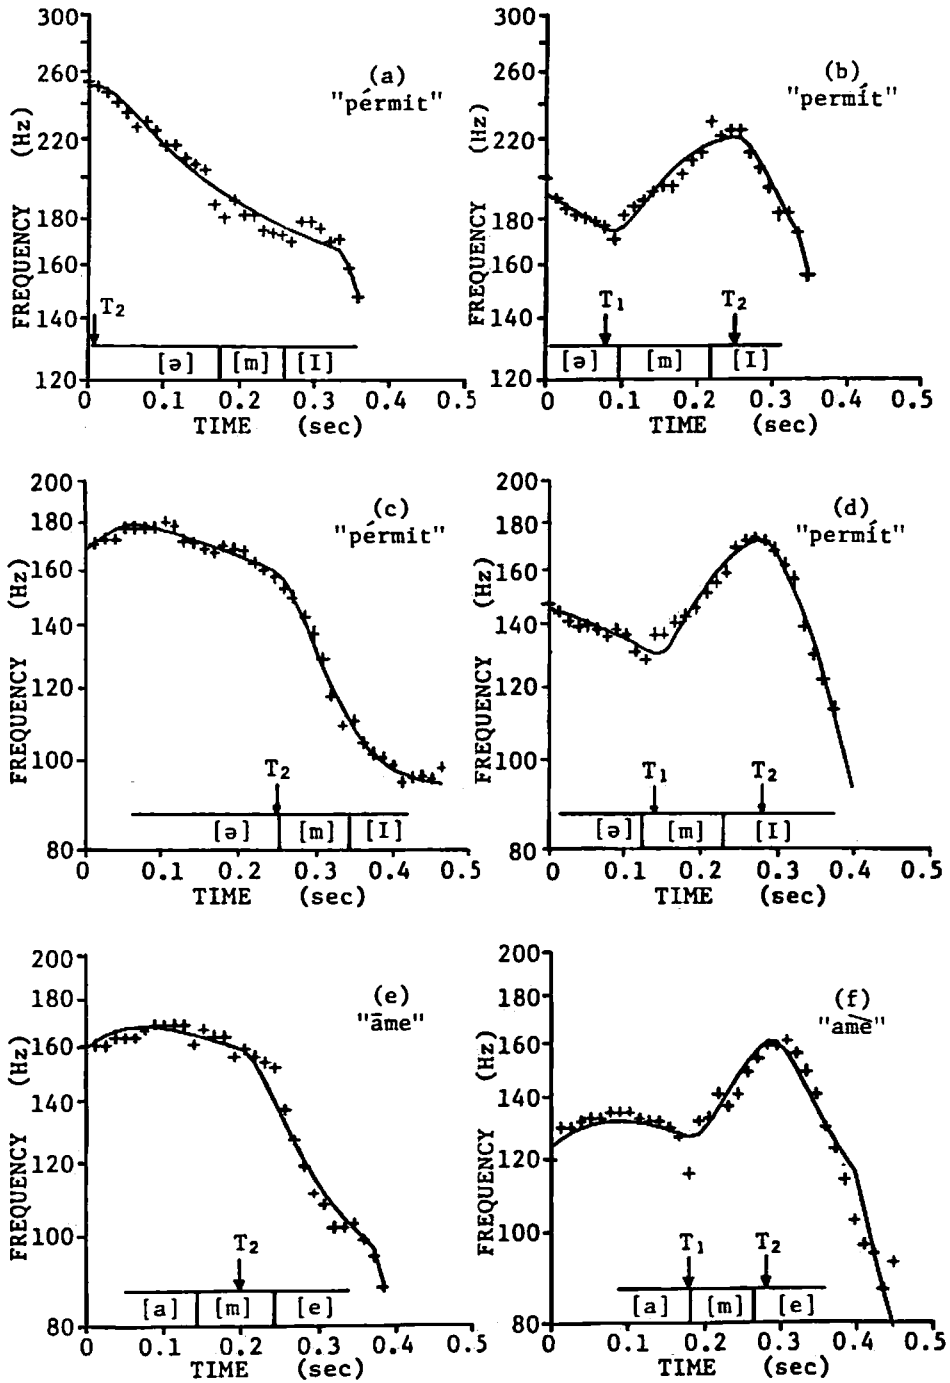 (a)
"pérmit"
FREQUENCY (Hz)
300
260
220
180
160
140
120
T2
[ə] [m] [I]
0 0.1 0.2 0.3 0.4 0.5
TIME (sec)
(b)
"permít"
FREQUENCY (Hz)
300
260
220
180
160
140
120
T1 T2
[ə] [m] [I]
0 0.1 0.2 0.3 0.4 0.5
TIME (sec)
(c)
"pérmit"
FREQUENCY (Hz)
200
180
160
140
120
100
80
T2
[ə] [m] [I]
0 0.1 0.2 0.3 0.4 0.5
TIME (sec)
(d)
"permít"
FREQUENCY (Hz)
200
180
160
140
120
100
80
T1 T2
[ə] [m] [I]
0 0.1 0.2 0.3 0.4 0.5
TIME (sec)
(e)
"āme"
FREQUENCY (Hz)
200
180
160
140
120
100
80
T2
[a] [m] [e]
0 0.1 0.2 0.3 0.4 0.5
TIME (sec)
(f)
"ame"
FREQUENCY (Hz)
200
180
160
140
120
100
80
T1 T2
[a] [m] [e]
0 0.1 0.2 0.3 0.4 0.5
TIME (sec)